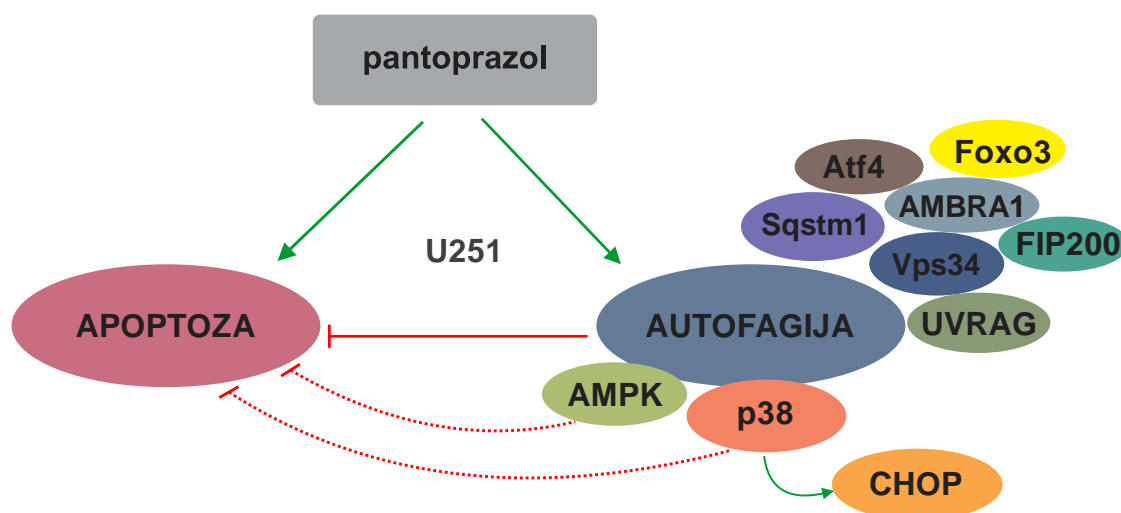 pantoprazol
Foxo3
Atf4
AMBRA1
Sqstm1
FIP200
U251
Vps34
APOPTOZA
AUTOFAGIJA
UVRAG
AMPK
p38
CHOP